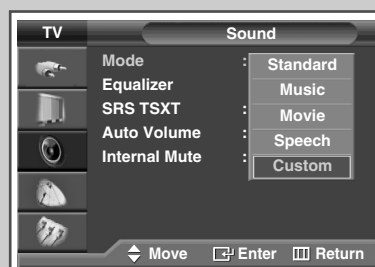 TV Sound
Mode : Standard
Equalizer Music
SRS TSXT : Movie
Auto Volume : Speech
Internal Mute : Custom
Move Enter Return